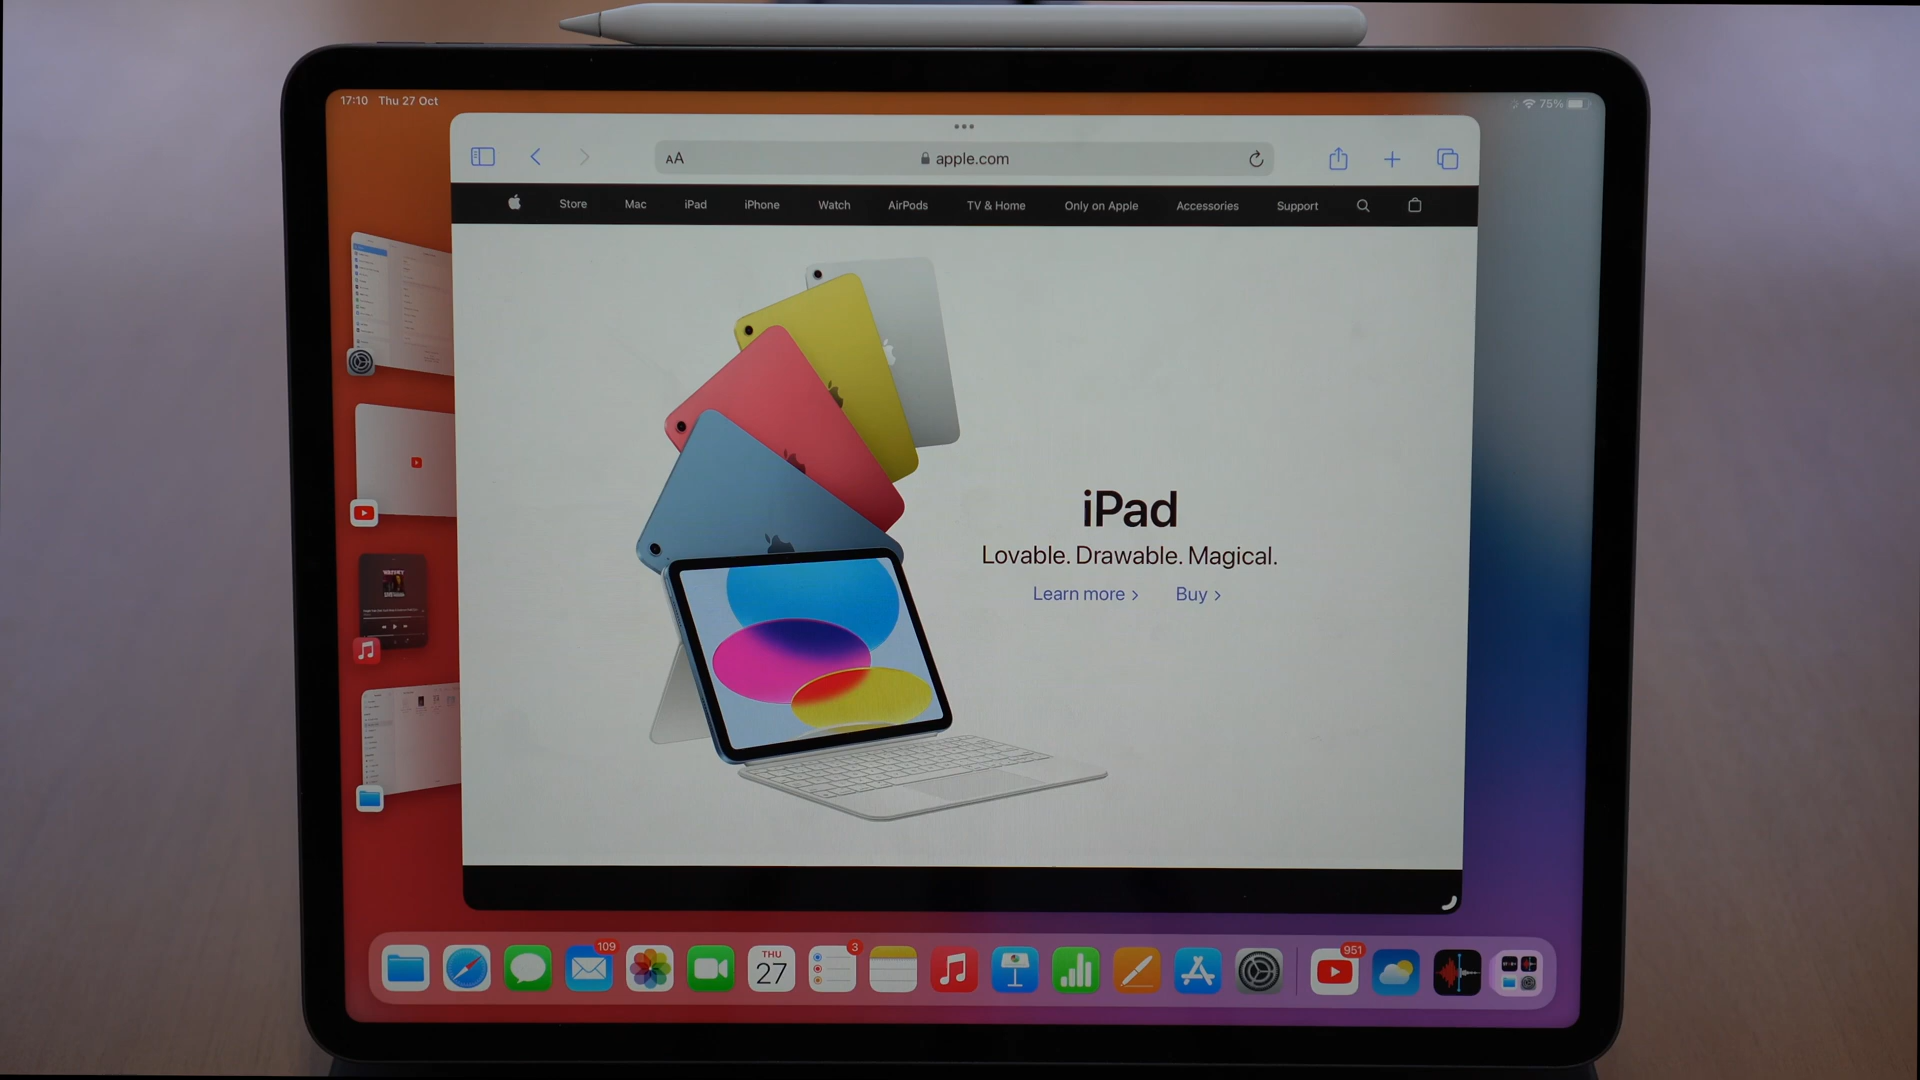 17:10 Thu 27 Oct
75%
AA
apple.com
Store Mac iPad iPhone Watch AirPods TV & Home Only on Apple Accessories Support
iPad
Lovable. Drawable. Magical.
Learn more > Buy >
109
THU
27
3
951